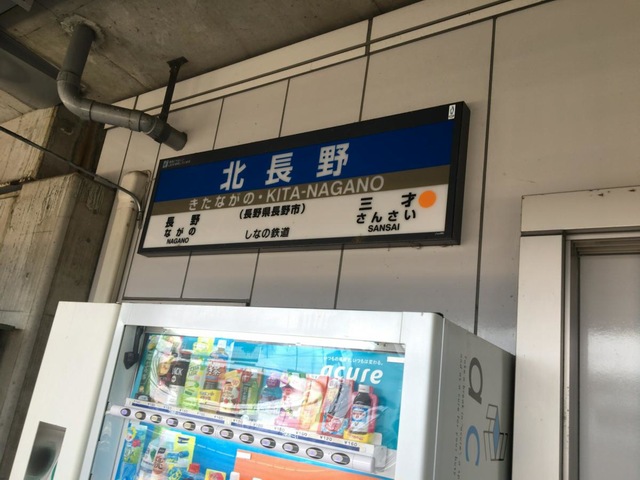 北長野
きたながの・KITA-NAGANO
(長野県長野市)
長野
ながの
NAGANO
三才
さんさい
SANSAI
しなの鉄道
acure
ac